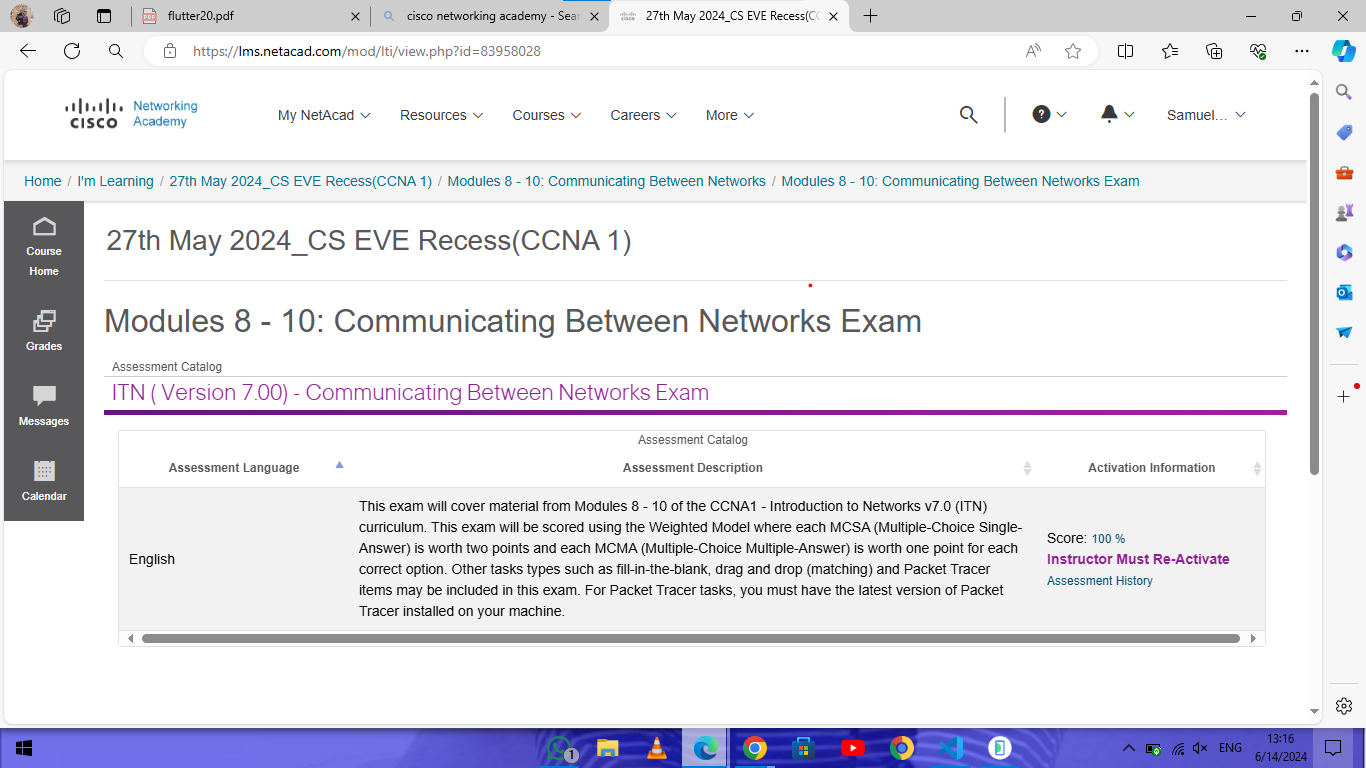 flutter20.pdf
cisco networking academy - Sea
27th May 2024_CS EVE Recess(CC
https://lms.netacad.com/mod/lti/view.php?id=83958028
CISCO Networking Academy
My NetAcad
Resources
Courses
Careers
More
Samuel...
Home / I'm Learning / 27th May 2024_CS EVE Recess(CCNA 1) / Modules 8 - 10: Communicating Between Networks / Modules 8 - 10: Communicating Between Networks Exam
Course
Home
Grades
Messages
Calendar
27th May 2024_CS EVE Recess(CCNA 1)
Modules 8 - 10: Communicating Between Networks Exam
Assessment Catalog
ITN ( Version 7.00) - Communicating Between Networks Exam
Assessment Catalog
Assessment Language
Assessment Description
Activation Information
English
This exam will cover material from Modules 8 - 10 of the CCNA1 - Introduction to Networks v7.0 (ITN)
curriculum. This exam will be scored using the Weighted Model where each MCSA (Multiple-Choice Single-
Answer) is worth two points and each MCMA (Multiple-Choice Multiple-Answer) is worth one point for each
correct option. Other tasks types such as fill-in-the-blank, drag and drop (matching) and Packet Tracer
items may be included in this exam. For Packet Tracer tasks, you must have the latest version of Packet
Tracer installed on your machine.
Score: 100 %
Instructor Must Re-Activate
Assessment History
1
ENG
13:16
6/14/2024